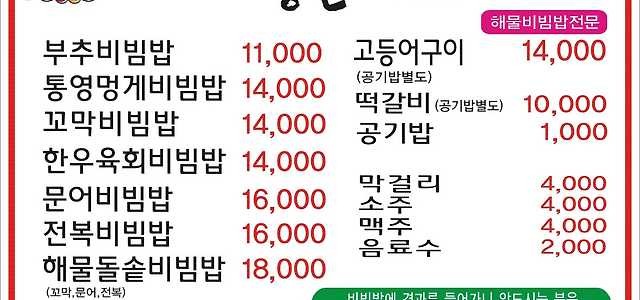 해물비빔밥전문
부추비빔밥 11,000
통영멍게비빔밥 14,000
꼬막비빔밥 14,000
한우육회비빔밥 14,000
문어비빔밥 16,000
전복비빔밥 16,000
해물돌솥비빔밥 18,000
(꼬막,문어,전복)
고등어구이 14,000
(공기밥별도)
떡갈비 (공기밥별도) 10,000
공기밥 1,000
막걸리 4,000
소주 4,000
맥주 4,000
음료수 2,000